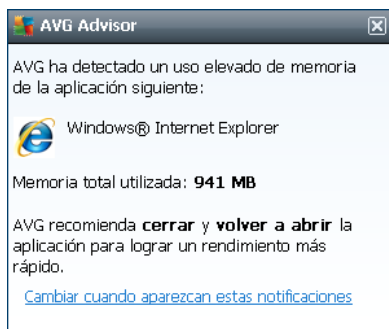 AVG Advisor
AVG ha detectado un uso elevado de memoria
de la aplicación siguiente:
Windows® Internet Explorer
Memoria total utilizada: 941 MB
AVG recomienda cerrar y volver a abrir la
aplicación para lograr un rendimiento más
rápido.
Cambiar cuando aparezcan estas notificaciones